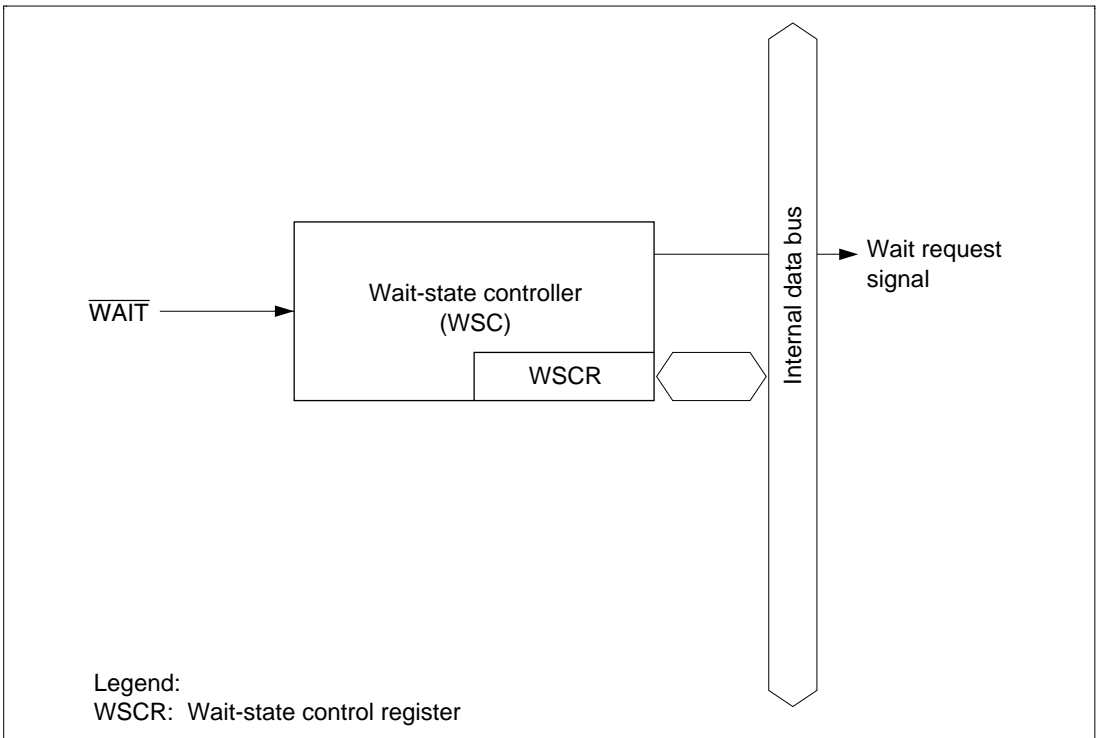 WAIT
Wait-state controller
(WSC)
WSCR
Internal data bus
Wait request
signal
Legend:
WSCR: Wait-state control register